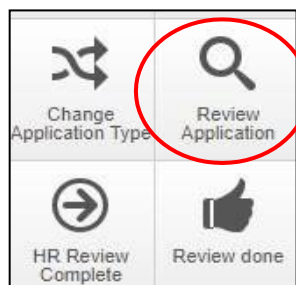 Change
Application Type
Review
Application
HR Review
Complete
Review done